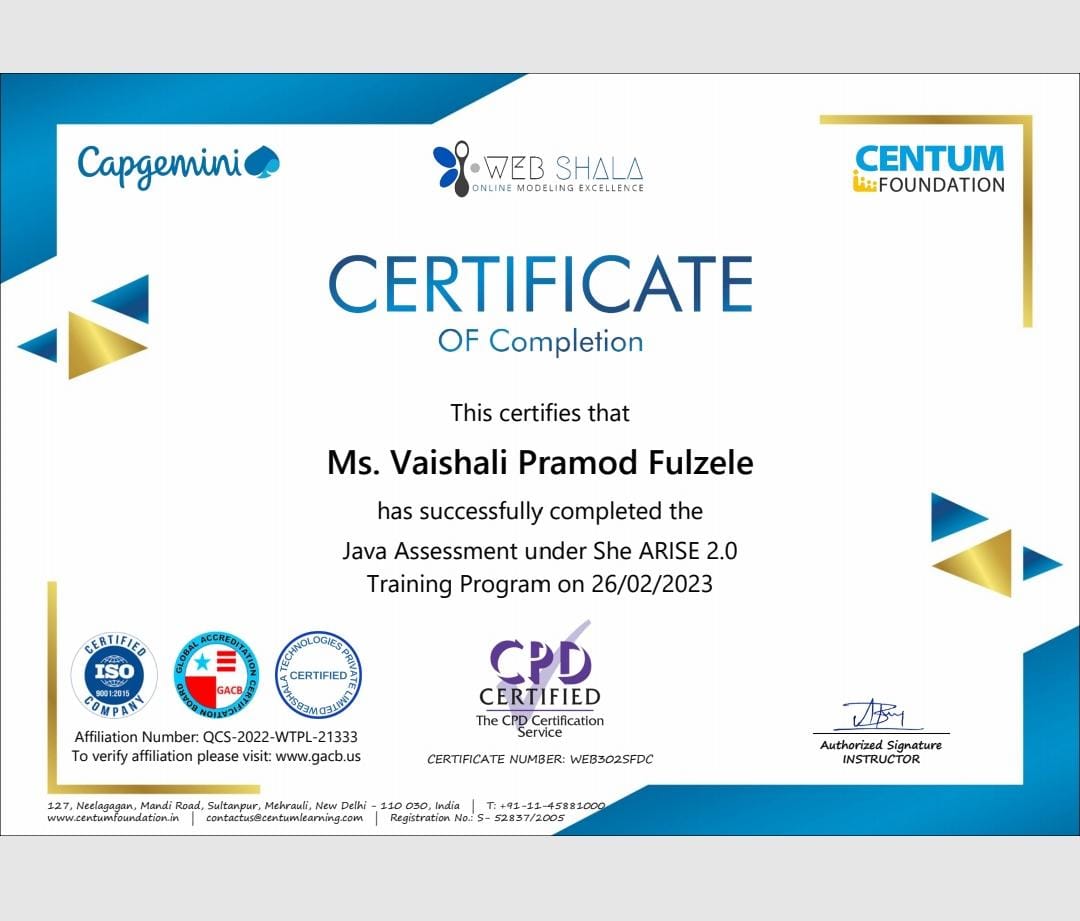 Capgemini
WEB SHALA
ONLINE MODELING EXCELLENCE
CENTUM
FOUNDATION
CERTIFICATE
OF Completion
This certifies that
Ms. Vaishali Pramod Fulzele
has successfully completed the
Java Assessment under She ARISE 2.0
Training Program on 26/02/2023
CERTIFIED
ISO
9001:2015
COMPANY
GLOBAL ACCREDITATION
CERTIFICATION BOARD
GACB
WEBSHALA TECHNOLOGIES PRIVATE LIMITED
CERTIFIED
CPD
CERTIFIED
The CPD Certification
Service
Affiliation Number: QCS-2022-WTPL-21333
To verify affiliation please visit: www.gacb.us
CERTIFICATE NUMBER: WEB302SFDC
Authorized Signature
INSTRUCTOR
127, Neelagagan, Mandi Road, Sultanpur, Mehrauli, New Delhi - 110 030, India | T: +91-11-45881000
www.centumfoundation.in | contactus@centumlearning.com | Registration No.: S- 52837/2005